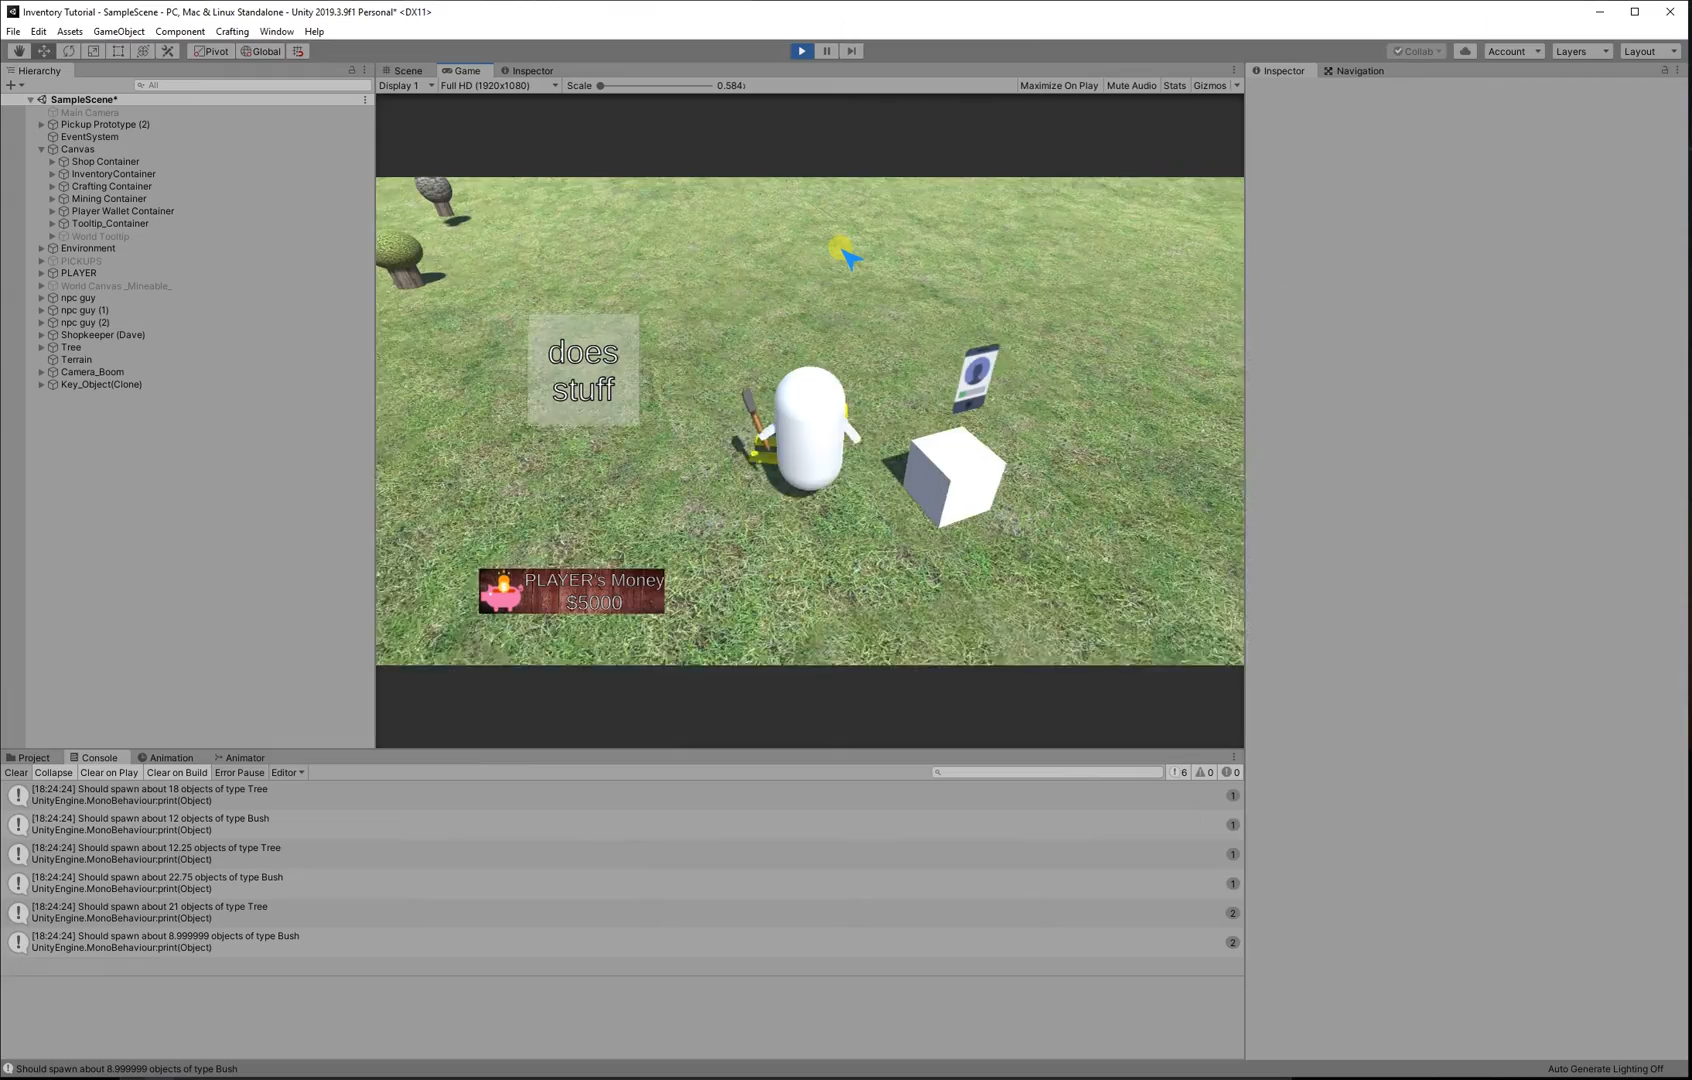 Inventory Tutorial - SampleScene - PC, Mac & Linux Standalone - Unity 2019.3.9f1 Personal* <DX11>
File Edit Assets GameObject Component Crafting Window Help
Pivot Global Collab Account Layers Layout
Hierarchy
All
SampleScene*
Main Camera
Pickup Prototype (2)
EventSystem
Canvas
Shop Container
InventoryContainer
Crafting Container
Mining Container
Player Wallet Container
Tooltip_Container
World Tooltip
Environment
PICKUPS
PLAYER
World Canvas _Mineable_
npc guy
npc guy (1)
npc guy (2)
Shopkeeper (Dave)
Tree
Terrain
Camera_Boom
Key_Object(Clone)
Scene Game Inspector
Display 1 Full HD (1920x1080) Scale 0.584: Maximize On Play Mute Audio Stats Gizmos
does
stuff
PLAYER's Money
$5000
Inspector Navigation
Project Console Animation Animator
Clear Collapse Clear on Play Clear on Build Error Pause Editor 6 0 0
[18:24:24] Should spawn about 18 objects of type Tree
UnityEngine.MonoBehaviour:print(Object)
1
[18:24:24] Should spawn about 12 objects of type Bush
UnityEngine.MonoBehaviour:print(Object)
1
[18:24:24] Should spawn about 12.25 objects of type Tree
UnityEngine.MonoBehaviour:print(Object)
1
[18:24:24] Should spawn about 22.75 objects of type Bush
UnityEngine.MonoBehaviour:print(Object)
1
[18:24:24] Should spawn about 21 objects of type Tree
UnityEngine.MonoBehaviour:print(Object)
2
[18:24:24] Should spawn about 8.999999 objects of type Bush
UnityEngine.MonoBehaviour:print(Object)
2
Should spawn about 8.999999 objects of type Bush
Auto Generate Lighting Off